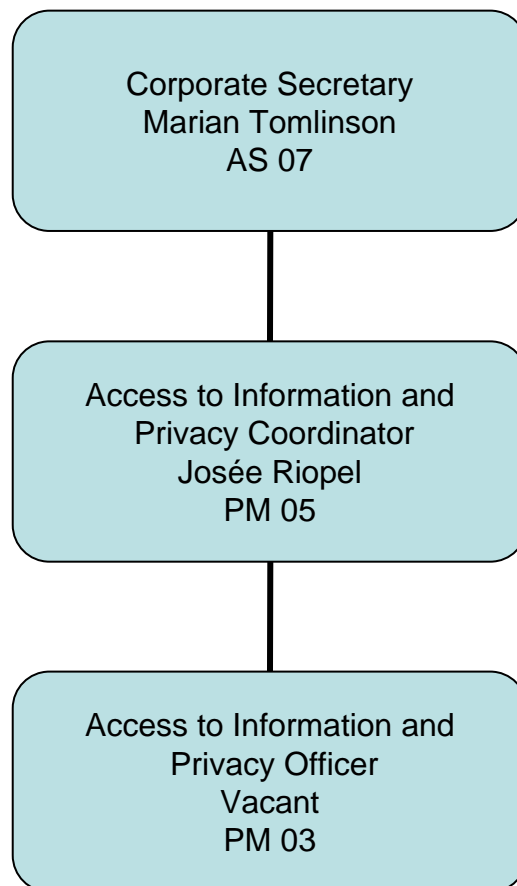 Corporate Secretary
Marian Tomlinson
AS 07
Access to Information and
Privacy Coordinator
Josée Riopel
PM 05
Access to Information and
Privacy Officer
Vacant
PM 03